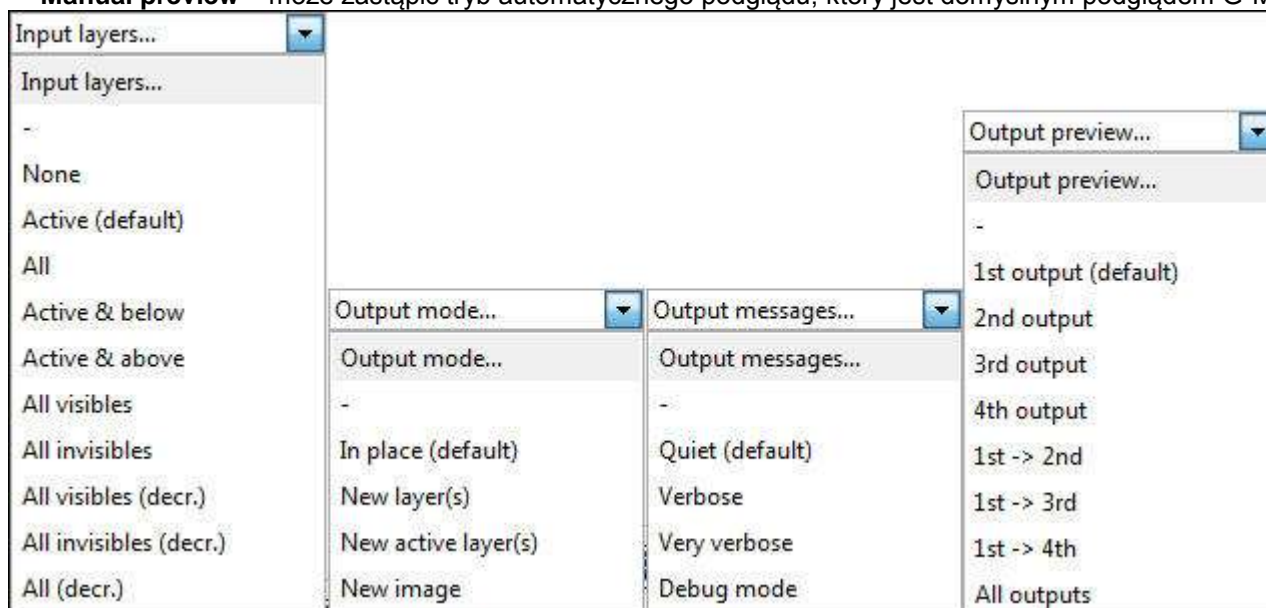 Manual preview – może zastąpić tryb automatycznego podglądu, który jest domyślnym podglądem G
Input layers...
Input layers...
-
None
Active (default)
All
Active & below
Active & above
All visibles
All invisibles
All visibles (decr.)
All invisibles (decr.)
All (decr.)
Output mode...
Output mode...
-
In place (default)
New layer(s)
New active layer(s)
New image
Output messages...
Output messages...
-
Quiet (default)
Verbose
Very verbose
Debug mode
Output preview...
Output preview...
-
1st output (default)
2nd output
3rd output
4th output
1st -> 2nd
1st -> 3rd
1st -> 4th
All outputs